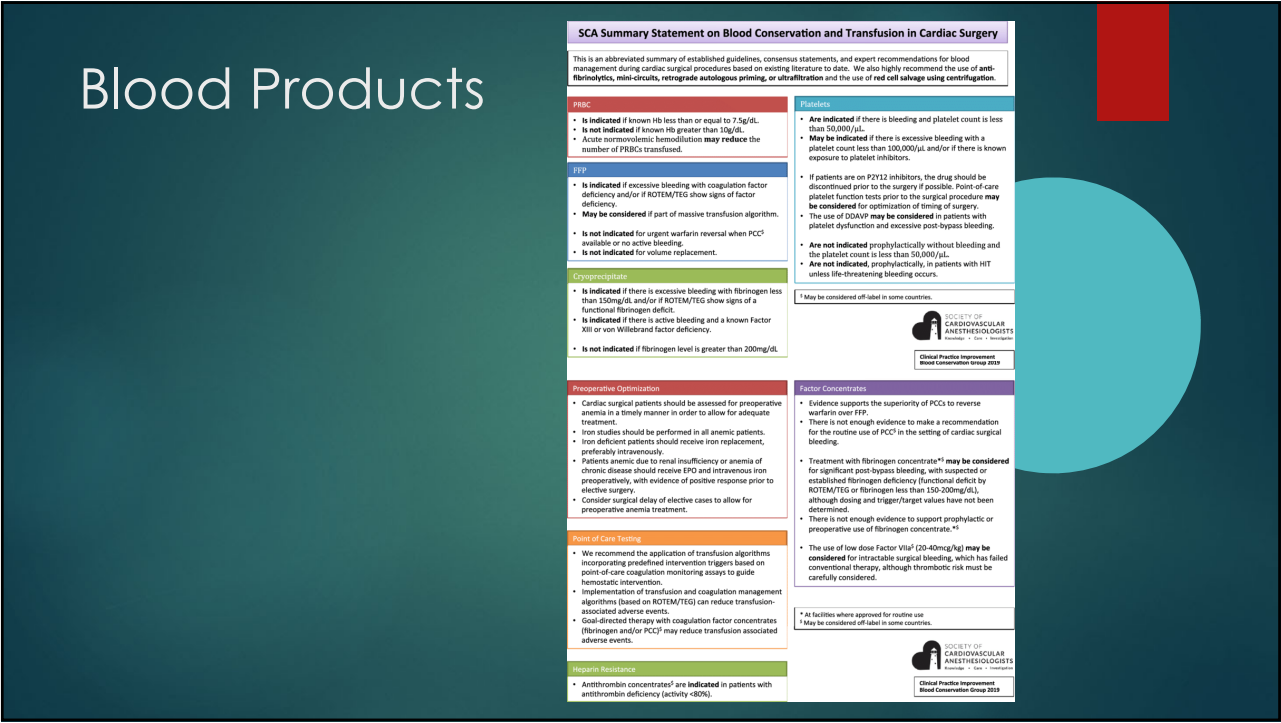 Blood Products
SCA Summary Statement on Blood Conservation and Transfusion in Cardiac Surgery
This is an abbreviated summary of established guidelines, consensus statements, and expert recommendations for blood
management during cardiac surgical procedures based on existing literature to date. We also highly recommend the use of anti-
fibrinolytics, mini-circuits, retrograde autologous priming, or ultrafiltration and the use of red cell salvage using centrifugation.
PRBC
• Is indicated if known Hb less than or equal to 7.5g/dL.
• Is not indicated if known Hb greater than 10g/dL.
• Acute normovolemic hemodilution may reduce the
number of PRBCs transfused.
FFP
• Is indicated if excessive bleeding with coagulation factor
deficiency and/or if ROTEM/TEG show signs of factor
deficiency.
• May be considered if part of massive transfusion algorithm.
• Is not indicated for urgent warfarin reversal when PCC$
available or no active bleeding.
• Is not indicated for volume replacement.
Cryoprecipitate
• Is indicated if there is excessive bleeding with fibrinogen less
than 150mg/dL and/or if ROTEM/TEG show signs of a
functional fibrinogen deficit.
• Is indicated if there is active bleeding and a known Factor
XIII or von Willebrand factor deficiency.
• Is not indicated if fibrinogen level is greater than 200mg/dL
Platelets
• Are indicated if there is bleeding and platelet count is less
than 50,000/μL.
• May be indicated if there is excessive bleeding with a
platelet count less than 100,000/μL and/or if there is known
exposure to platelet inhibitors.
• If patients are on P2Y12 inhibitors, the drug should be
discontinued prior to the surgery if possible. Point-of-care
platelet function tests prior to the surgical procedure may
be considered for optimization of timing of surgery.
• The use of DDAVP may be considered in patients with
platelet dysfunction and excessive post-bypass bleeding.
• Are not indicated prophylactically without bleeding and
the platelet count is less than 50,000/μL.
• Are not indicated, prophylactically, in patients with HIT
unless life-threatening bleeding occurs.
$ May be considered off-label in some countries.
SOCIETY OF
CARDIOVASCULAR
ANESTHESIOLOGISTS
Knowledge • Care • Investigation
Clinical Practice Improvement
Blood Conservation Group 2019
Preoperative Optimization
• Cardiac surgical patients should be assessed for preoperative
anemia in a timely manner in order to allow for adequate
treatment.
• Iron studies should be performed in all anemic patients.
• Iron deficient patients should receive iron replacement,
preferably intravenously.
• Patients anemic due to renal insufficiency or anemia of
chronic disease should receive EPO and intravenous iron
preoperatively, with evidence of positive response prior to
elective surgery.
• Consider surgical delay of elective cases to allow for
preoperative anemia treatment.
Point of Care Testing
• We recommend the application of transfusion algorithms
incorporating predefined intervention triggers based on
point-of-care coagulation monitoring assays to guide
hemostatic intervention.
• Implementation of transfusion and coagulation management
algorithms (based on ROTEM/TEG) can reduce transfusion-
associated adverse events.
• Goal-directed therapy with coagulation factor concentrates
(fibrinogen and/or PCC)$ may reduce transfusion associated
adverse events.
Heparin Resistance
• Antithrombin concentrates$ are indicated in patients with
antithrombin deficiency (activity <80%).
Factor Concentrates
• Evidence supports the superiority of PCCs to reverse
warfarin over FFP.
• There is not enough evidence to make a recommendation
for the routine use of PCC$ in the setting of cardiac surgical
bleeding.
• Treatment with fibrinogen concentrate*$ may be considered
for significant post-bypass bleeding, with suspected or
established fibrinogen deficiency (functional deficit by
ROTEM/TEG or fibrinogen less than 150-200mg/dL),
although dosing and trigger/target values have not been
determined.
• There is not enough evidence to support prophylactic or
preoperative use of fibrinogen concentrate.*$
• The use of low dose Factor VIIa$ (20-40mcg/kg) may be
considered for intractable surgical bleeding, which has failed
conventional therapy, although thrombotic risk must be
carefully considered.
* At facilities where approved for routine use
$ May be considered off-label in some countries.
SOCIETY OF
CARDIOVASCULAR
ANESTHESIOLOGISTS
Knowledge • Care • Investigation
Clinical Practice Improvement
Blood Conservation Group 2019